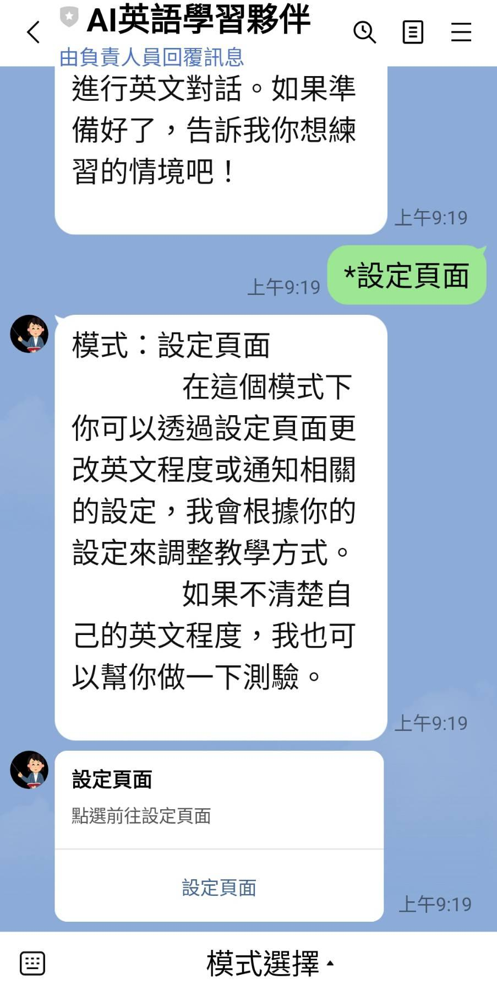 AI英語學習夥伴
由負責人員回覆訊息
進行英文對話。如果準
備好了，告訴我你想練
習的情境吧！
上午9:19
*設定頁面
上午9:19
模式：設定頁面
在這個模式下
你可以透過設定頁面更
改英文程度或通知相關
的設定，我會根據你的
設定來調整教學方式。
如果不清楚自
己的英文程度，我也可
以幫你做一下測驗。
上午9:19
設定頁面
點選前往設定頁面
設定頁面
上午9:19
模式選擇